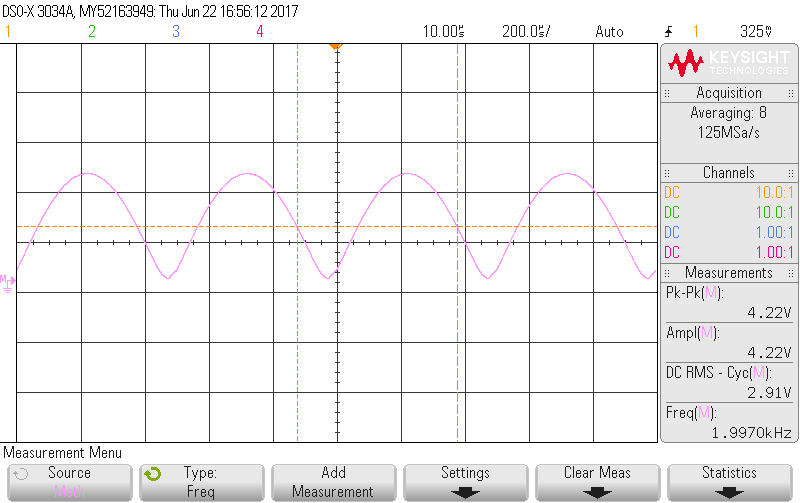 DSO-X 3034A, MY52163949: Thu Jun 22 16:56:12 2017
1 2 3 4 10.00s 200.0s/ Auto 1 325mV
KEYSIGHT
TECHNOLOGIES
Acquisition
Averaging: 8
125MSa/s
Channels
DC 10.0:1
DC 10.0:1
DC 1.00:1
DC 1.00:1
Measurements
Pk-Pk(M):
4.22V
Ampl(M):
4.22V
DC RMS - Cyc(M):
2.91V
Freq(M):
1.9970kHz
M
Measurement Menu
Source
Math
Type:
Freq
Add
Measurement
Settings
Clear Meas
Statistics